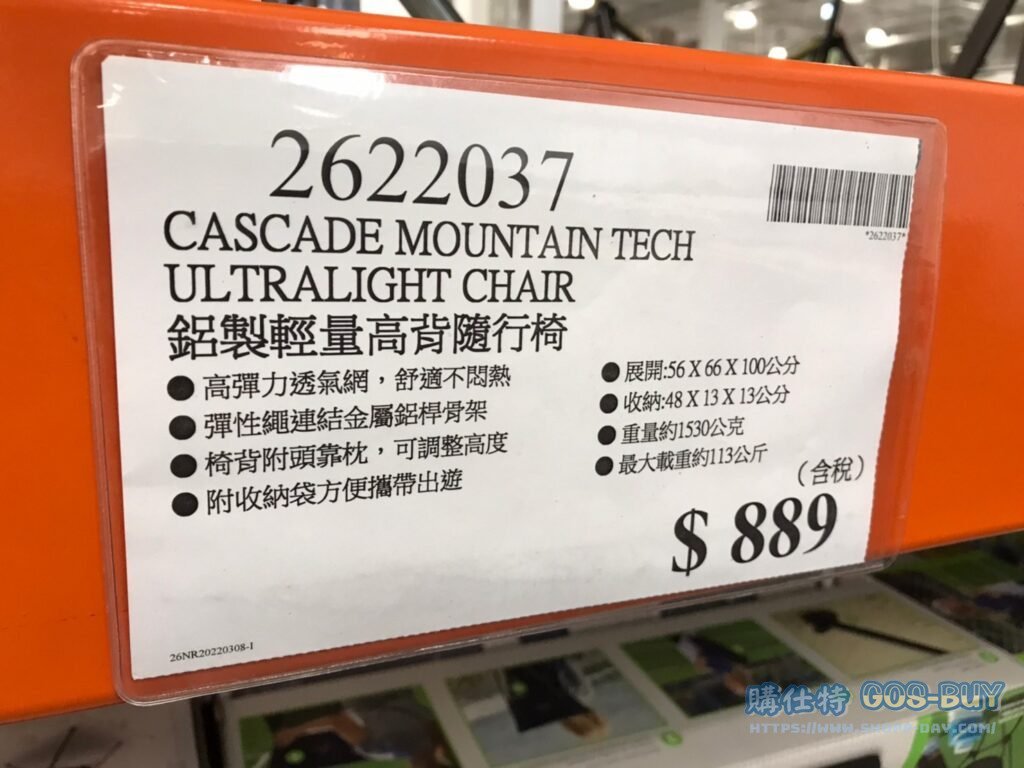 2622037
*2622037*
CASCADE MOUNTAIN TECH
ULTRALIGHT CHAIR
鋁製輕量高背隨行椅
● 高彈力透氣網，舒適不悶熱
● 彈性繩連結金屬鋁桿骨架
● 椅背附頭靠枕，可調整高度
● 附收納袋方便攜帶出遊
● 展開:56 X 66 X 100公分
● 收納:48 X 13 X 13公分
● 重量約1530公克
● 最大載重約113公斤
（含稅）
$ 889
26NR20220308-1
購仕特 GOS-BUY